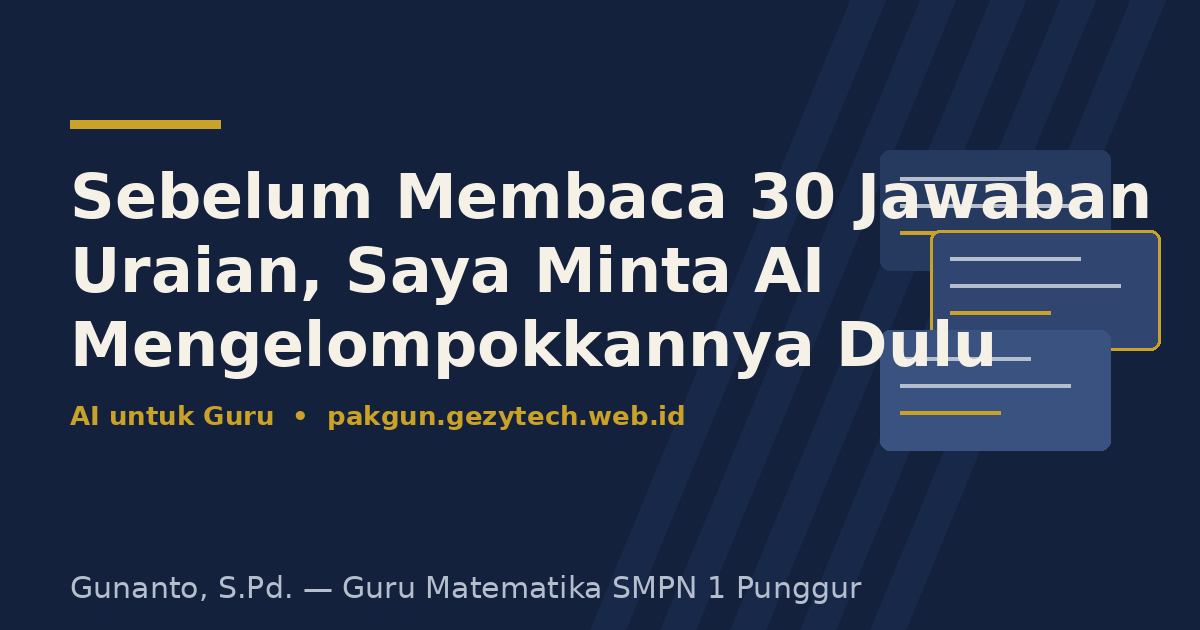 Sebelum Membaca 30 Jawaban
Uraian, Saya Minta AI
Mengelompokkannya Dulu
AI untuk Guru • pakgun.gezytech.web.id
Gunanto, S.Pd. — Guru Matematika SMPN 1 Punggur